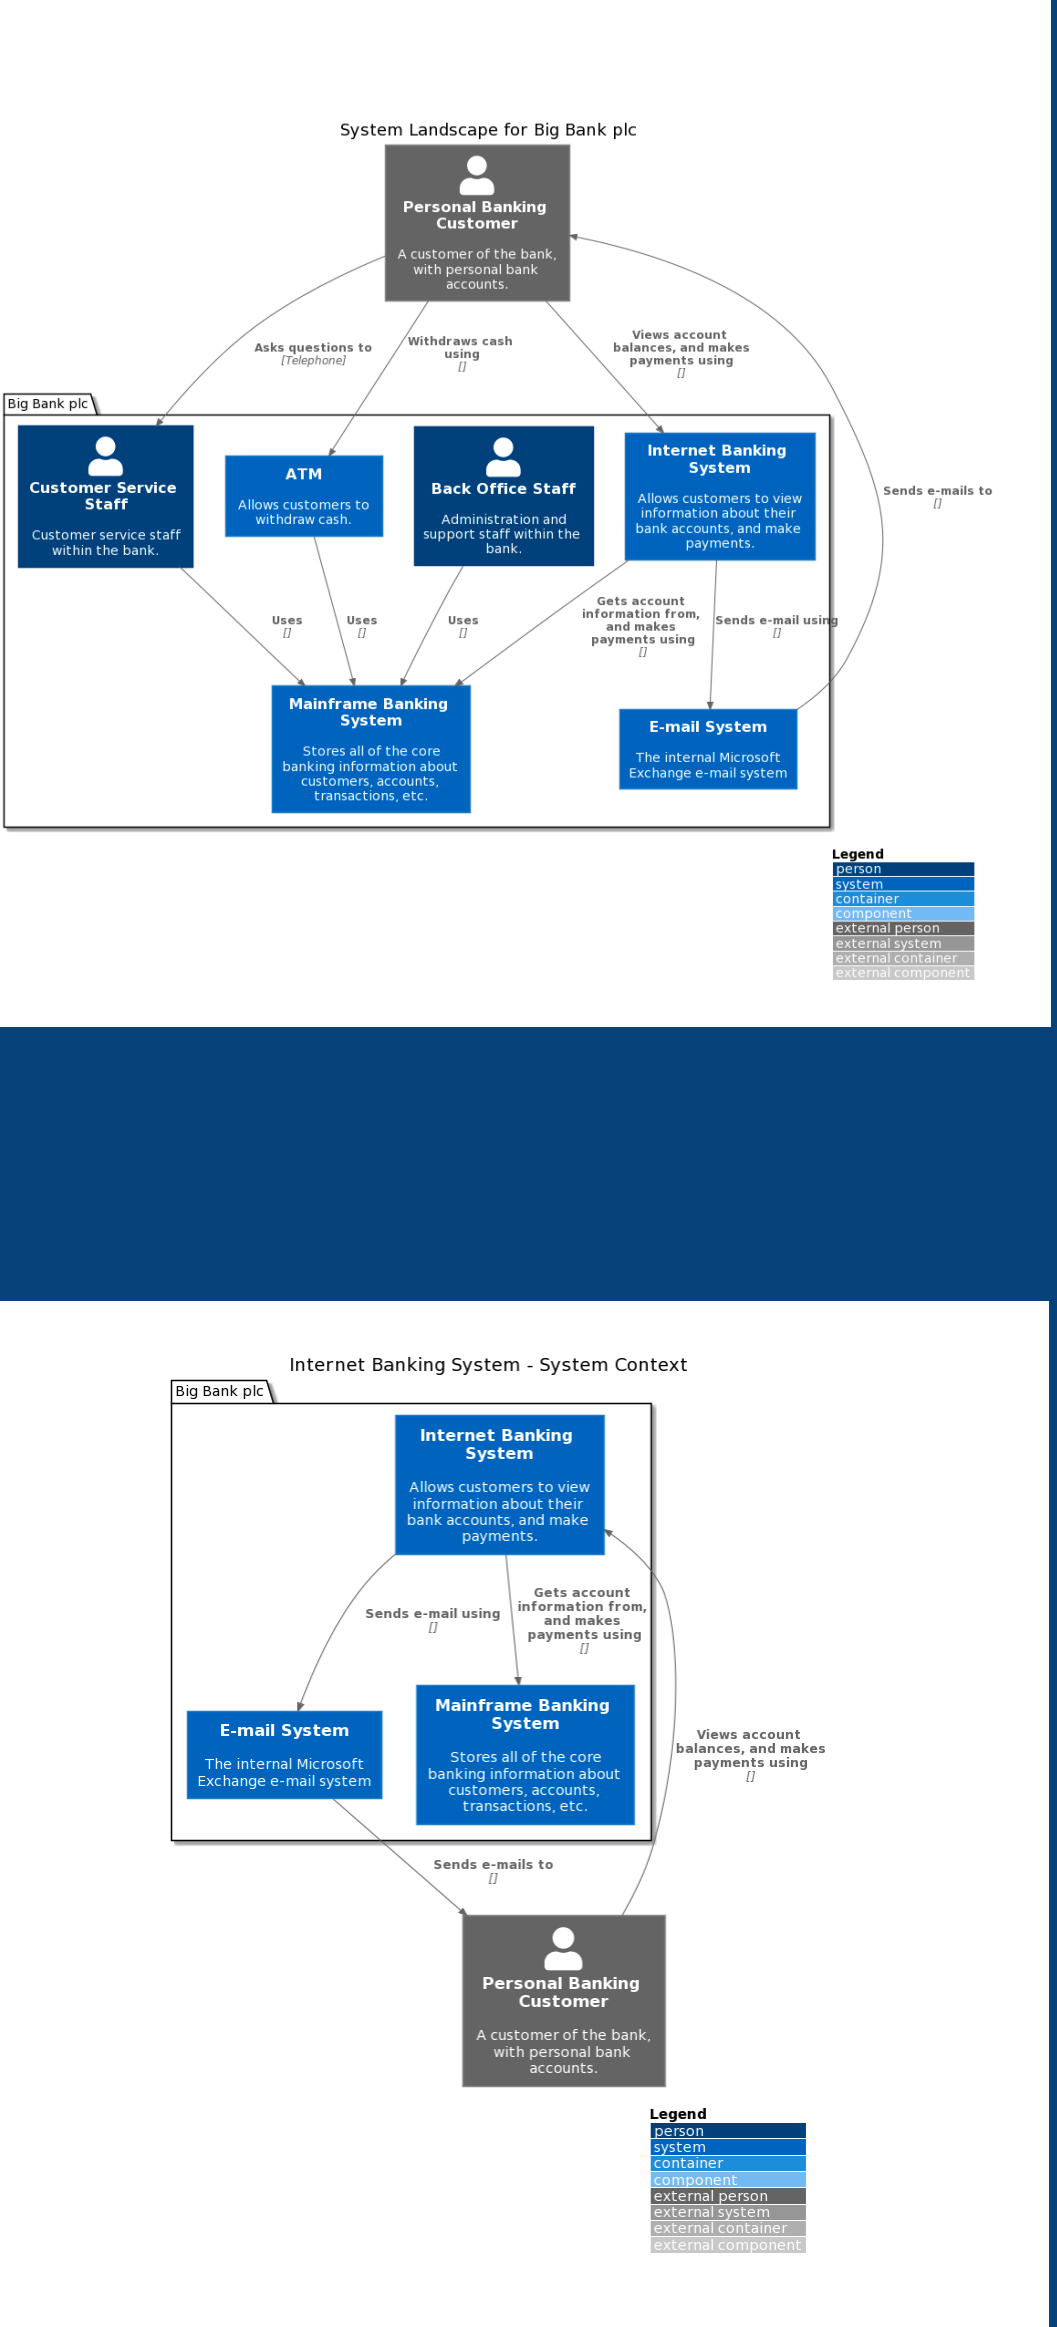 System Landscape for Big Bank plc
Personal Banking
Customer
A customer of the bank,
with personal bank
accounts.
Asks questions to
[Telephone]
Withdraws cash
using
[]
Views account
balances, and makes
payments using
[]
Big Bank plc
Customer Service
Staff
Customer service staff
within the bank.
ATM
Allows customers to
withdraw cash.
Back Office Staff
Administration and
support staff within the
bank.
Internet Banking
System
Allows customers to view
information about their
bank accounts, and make
payments.
Sends e-mails to
[]
Uses
[]
Uses
[]
Uses
[]
Gets account
information from,
and makes
payments using
[]
Sends e-mail using
[]
Mainframe Banking
System
Stores all of the core
banking information about
customers, accounts,
transactions, etc.
E-mail System
The internal Microsoft
Exchange e-mail system
Legend
person
system
container
component
external person
external system
external container
external component
Internet Banking System - System Context
Big Bank plc
Internet Banking
System
Allows customers to view
information about their
bank accounts, and make
payments.
Sends e-mail using
[]
Gets account
information from,
and makes
payments using
[]
E-mail System
The internal Microsoft
Exchange e-mail system
Mainframe Banking
System
Stores all of the core
banking information about
customers, accounts,
transactions, etc.
Views account
balances, and makes
payments using
[]
Sends e-mails to
[]
Personal Banking
Customer
A customer of the bank,
with personal bank
accounts.
Legend
person
system
container
component
external person
external system
external container
external component